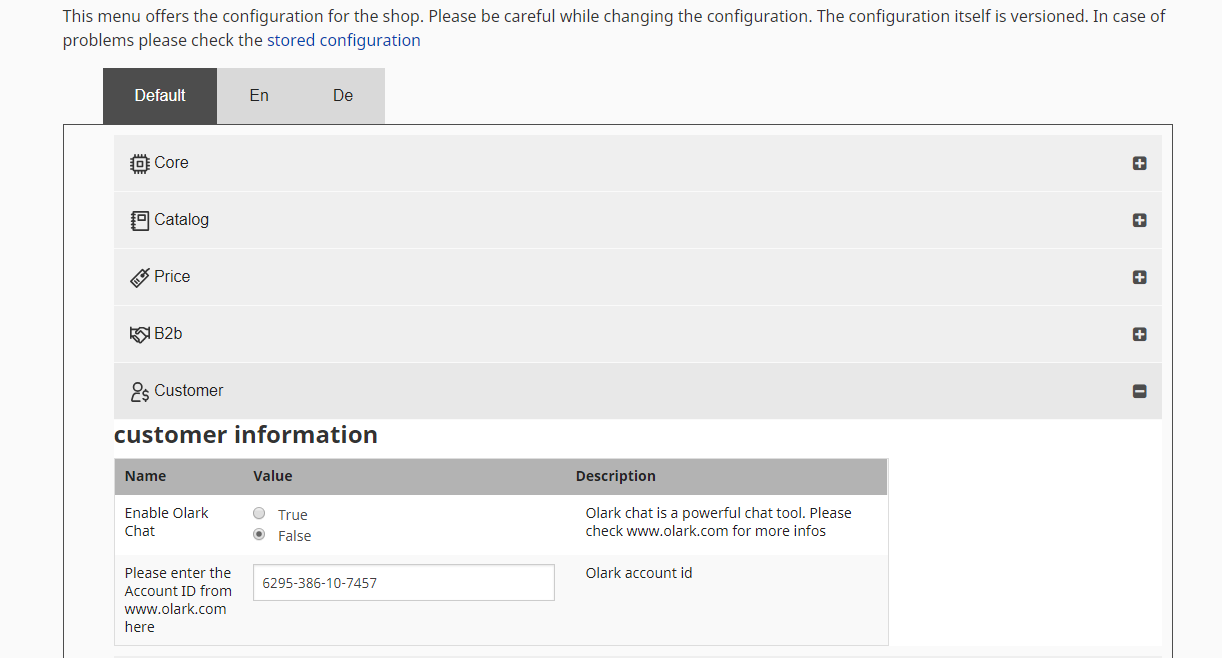 This menu offers the configuration for the shop. Please be careful while changing the configuration. The configuration itself is versioned. In case of
problems please check the stored configuration
Default En De
Core
Catalog
Price
B2b
Customer
customer information
Name Value Description
Enable Olark
Chat
True
False
Olark chat is a powerful chat tool. Please
check www.olark.com for more infos
Please enter the
Account ID from
www.olark.com
here
6295-386-10-7457
Olark account id